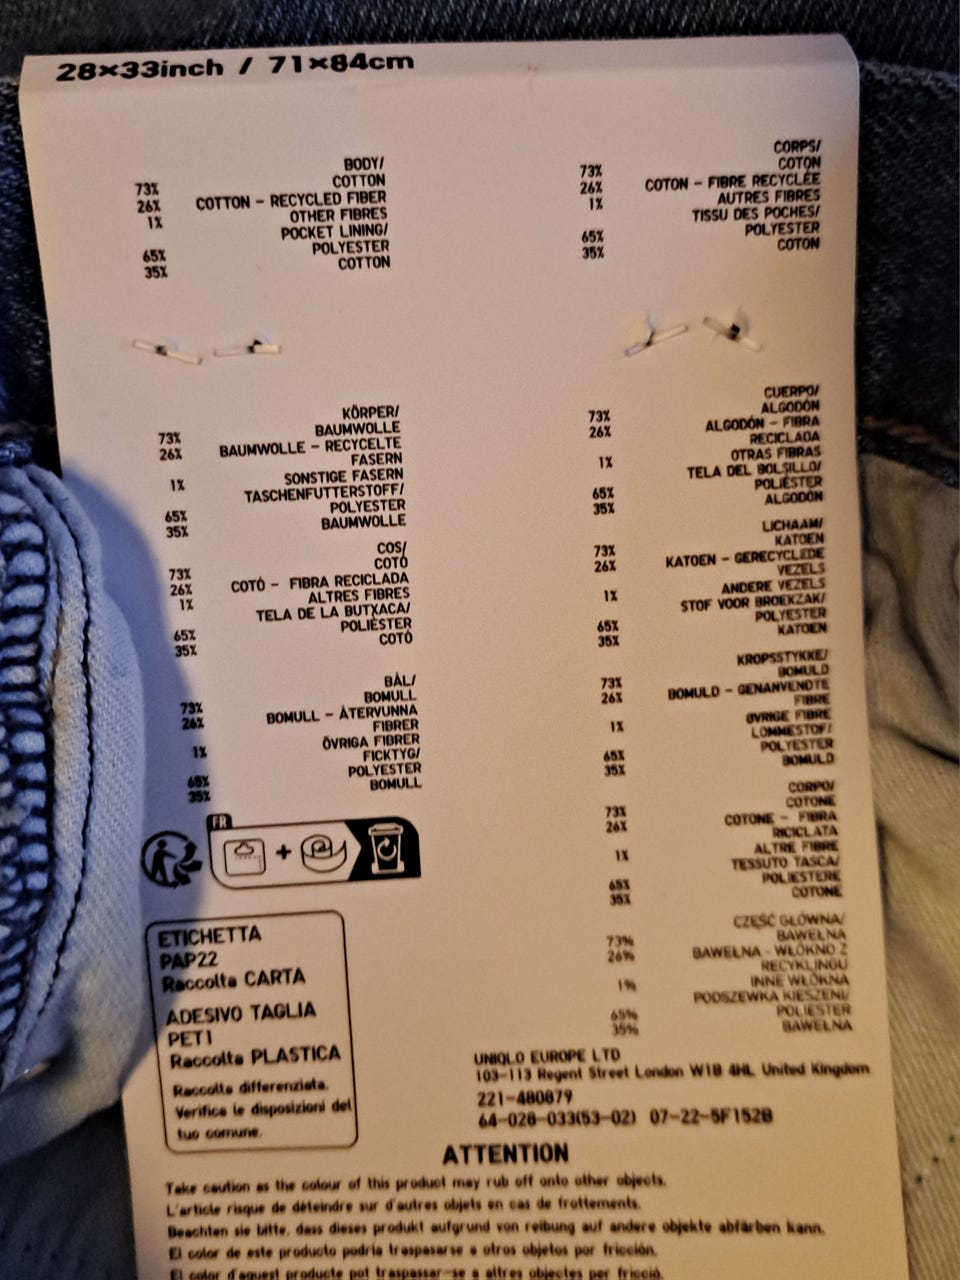 28×33inch / 71×84cm
BODY/
73% COTTON
26% COTTON - RECYCLED FIBER
1% OTHER FIBRES
POCKET LINING/
65% POLYESTER
35% COTTON
CORPS/
73% COTON
26% COTON - FIBRE RECYCLÉE
1% AUTRES FIBRES
TISSU DES POCHES/
65% POLYESTER
35% COTON
KÖRPER/
73% BAUMWOLLE
26% BAUMWOLLE - RECYCELTE
FASERN
1% SONSTIGE FASERN
TASCHENFUTTERSTOFF/
65% POLYESTER
35% BAUMWOLLE
COS/
73% COTÓ
26% COTÓ - FIBRA RECICLADA
1% ALTRES FIBRES
TELA DE LA BUTXACA/
65% POLIÈSTER
35% COTÓ
BÅL/
73% BOMULL
26% BOMULL - ÅTERVUNNA
FIBRER
1% ÖVRIGA FIBRER
FICKTYG/
65% POLYESTER
35% BOMULL
CUERPO/
73% ALGODÓN
26% ALGODÓN - FIBRA
RECICLADA
1% OTRAS FIBRAS
TELA DEL BOLSILLO/
65% POLIÉSTER
35% ALGODÓN
LICHAAM/
73% KATOEN
26% KATOEN - GERECYCLEDE
VEZELS
1% ANDERE VEZELS
STOF VOOR BROEKZAK/
65% POLYESTER
35% KATOEN
KROPSSTYKKE/
73% BOMULD
26% BOMULD - GENANVENDTE
FIBRE
1% ØVRIGE FIBRE
LOMMESTOF/
65% POLYESTER
35% BOMULD
CORPO/
73% COTONE
26% COTONE - FIBRA
RICICLATA
1% ALTRE FIBRE
TESSUTO TASCA/
65% POLIESTERE
35% COTONE
CZĘŚĆ GŁÓWNA/
73% BAWEŁNA
26% BAWEŁNA - WŁÓKNO Z
RECYKLINGU
1% INNE WŁÓKNA
PODSZEWKA KIESZENI/
65% POLIESTER
35% BAWEŁNA
FR
ETICHETTA
PAP22
Raccolta CARTA
ADESIVO TAGLIA
PET1
Raccolta PLASTICA
Raccolta differenziata.
Verifica le disposizioni del
tuo comune.
UNIQLO EUROPE LTD
103-113 Regent Street London W1B 4HL United Kingdom
221-480879
64-028-033(53-02) 07-22-5F152B
ATTENTION
Take caution as the colour of this product may rub off onto other objects.
L'article risque de déteindre sur d'autres objets en cas de frottements.
Beachten sie bitte, dass dieses produkt aufgrund von reibung auf andere objekte abfärben kann.
El color de este producto podría traspasarse a otros objetos por fricción.
El color d'aquest producte pot traspassar-se a altres objectes per fricció.